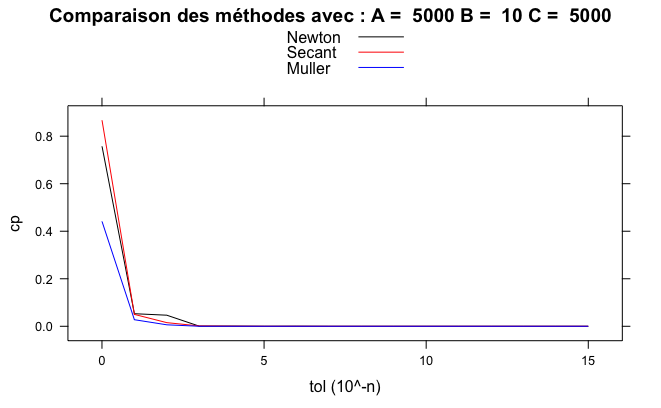 Comparaison des méthodes avec : A =  5000 B =  10 C =  5000
Newton
Secant
Muller
0.8
0.6
0.4
0.2
0.0
cp
0 5 10 15
tol (10^-n)